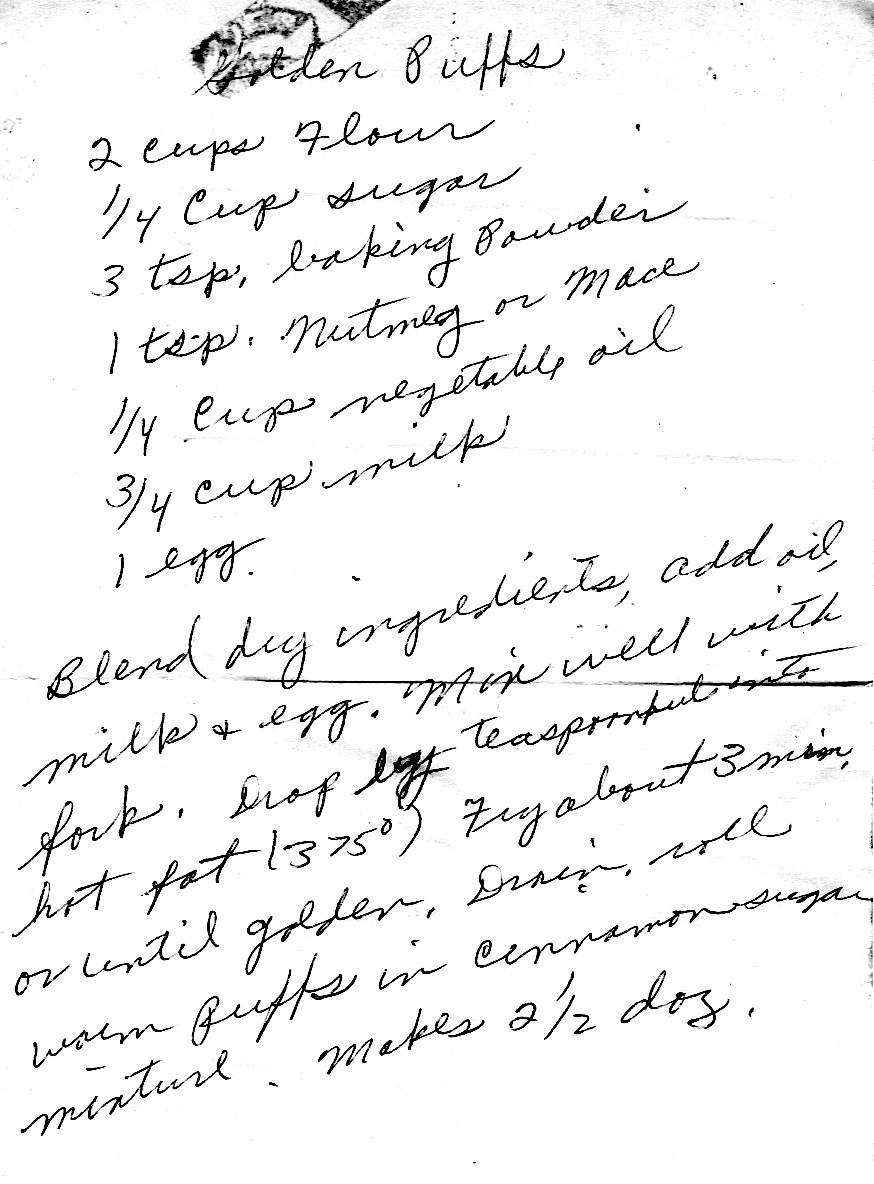 Golden Puffs
2 cups Flour
1/4 Cup sugar
3 tsp. baking Powder
1 tsp. Nutmeg or Mace
1/4 Cup vegetable oil
3/4 cup milk
1 egg.
Blend dry ingredients, add oil,
milk & egg. Mix well with
fork. Drop by teaspoonful into
hot fat (375°) Fry about 3 min.
or until golden. Drain, roll
warm Puffs in cinnamon sugar
mixture. Makes 2 1/2 doz.